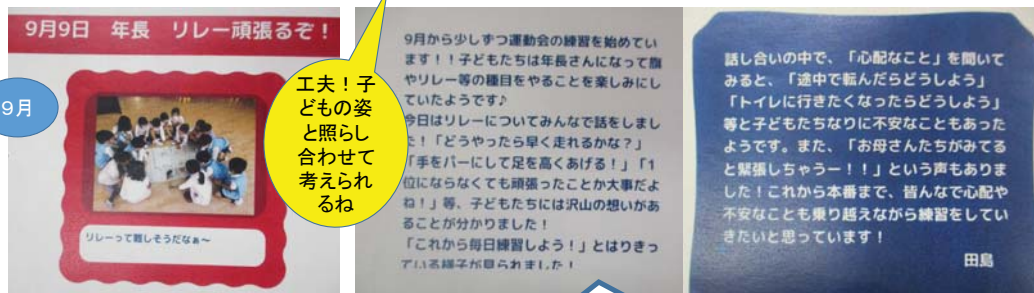 9月9日 年長 リレー頑張るぞ！
9月
リレーって難しそうだなぁ～
工夫！子
どもの姿
と照らし
合わせて
考えられ
るね
9月から少しずつ運動会の練習を始めてい
ます！！子どもたちは年長さんになって旗
やリレー等の種目をやることを楽しみにし
ていたようです♪
今日はリレーについてみんなで話をしまし
た！「どうやったら早く走れるかな？」
「手をパーにして足を高くあげる！」「1
位にならなくても頑張ったことが大事だよ
ね！」等、子どもたちには沢山の想いがあ
ることが分かりました！
「これから毎日練習しよう！」とはりきっ
ている様子が見られました！
話し合いの中で、「心配なこと」を聞いて
みると、「途中で転んだらどうしよう」
「トイレに行きたくなったらどうしよう」
等と子どもたちなりに不安なこともあった
ようです。また、「お母さんたちがみてる
と緊張しちゃうー！！」という声もありま
した！これから本番まで、皆んなで心配や
不安なことも乗り越えながら練習をしてい
きたいと思っています！
田島